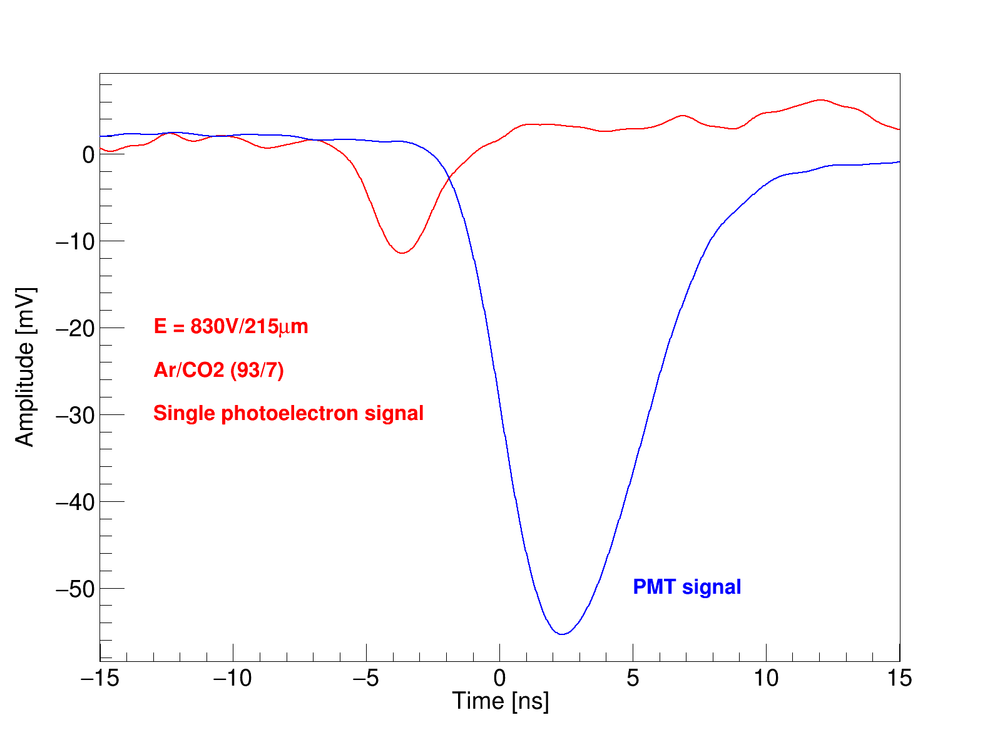 0
−10
−20
−30
−40
−50
Amplitude [mV]
E = 830V/215μm
Ar/CO2 (93/7)
Single photoelectron signal
PMT signal
−15 −10 −5 0 5 10 15
Time [ns]